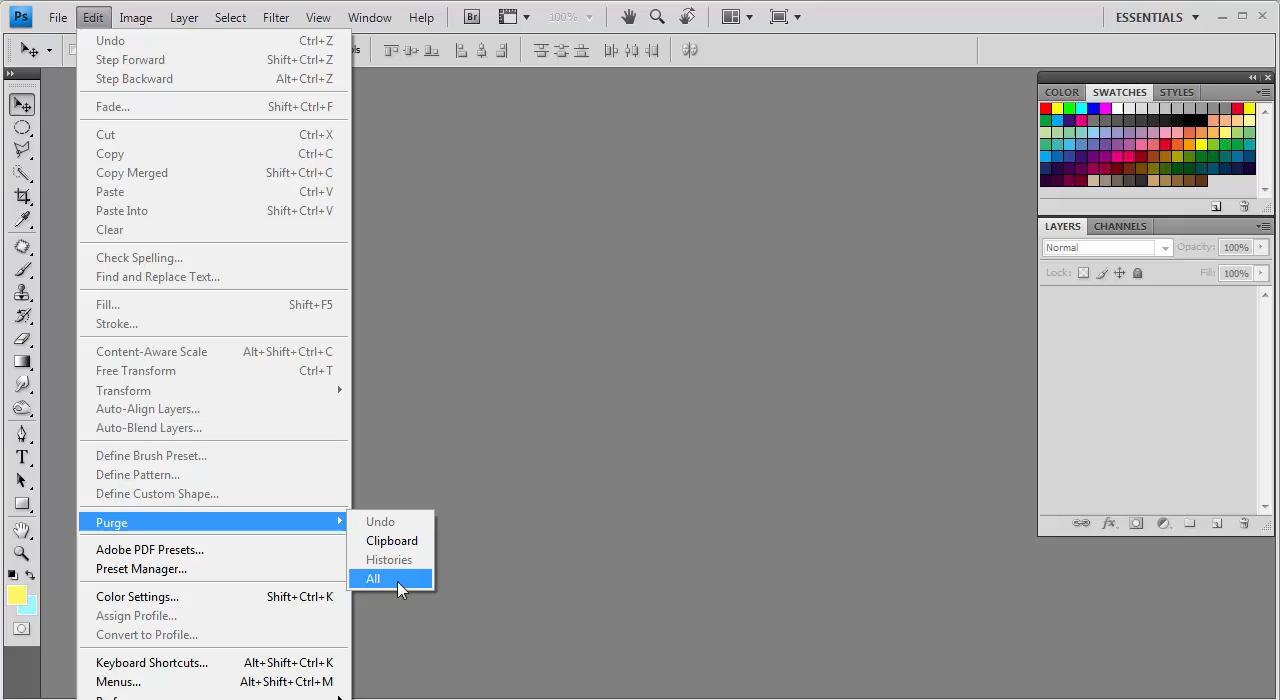 Ps File Edit Image Layer Select Filter View Window Help Br 100% ESSENTIALS
Undo Ctrl+Z
Step Forward Shift+Ctrl+Z
Step Backward Alt+Ctrl+Z
Fade... Shift+Ctrl+F
Cut Ctrl+X
Copy Ctrl+C
Copy Merged Shift+Ctrl+C
Paste Ctrl+V
Paste Into Shift+Ctrl+V
Clear
Check Spelling...
Find and Replace Text...
Fill... Shift+F5
Stroke...
Content-Aware Scale Alt+Shift+Ctrl+C
Free Transform Ctrl+T
Transform
Auto-Align Layers...
Auto-Blend Layers...
Define Brush Preset...
Define Pattern...
Define Custom Shape...
Purge
Adobe PDF Presets...
Preset Manager...
Color Settings... Shift+Ctrl+K
Assign Profile...
Convert to Profile...
Keyboard Shortcuts... Alt+Shift+Ctrl+K
Menus... Alt+Shift+Ctrl+M
Undo
Clipboard
Histories
All
COLOR SWATCHES STYLES
LAYERS CHANNELS
Normal Opacity: 100%
Lock: Fill: 100%